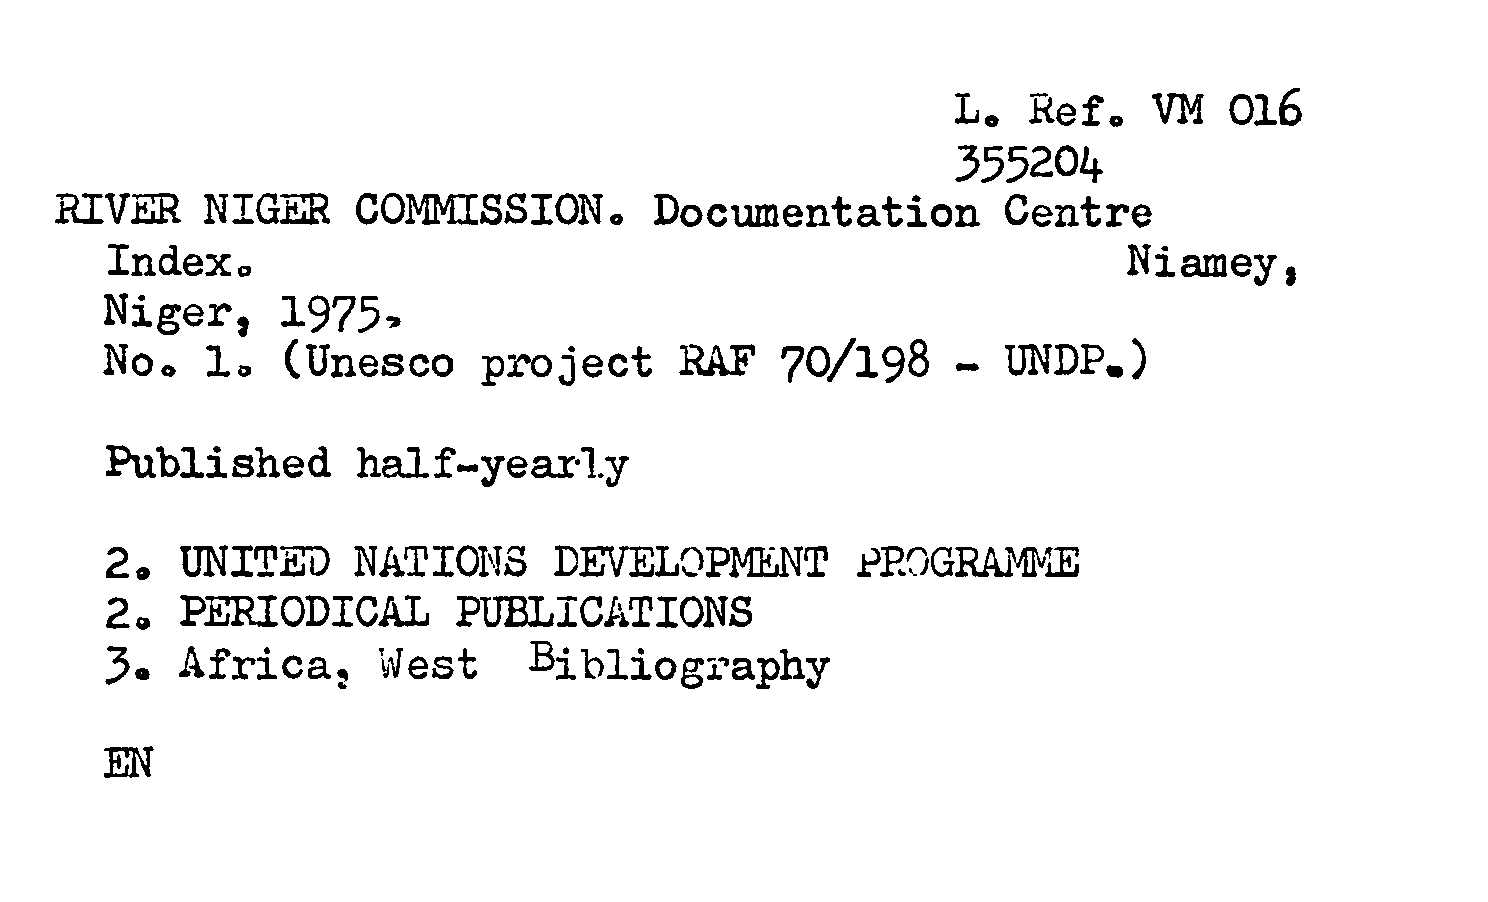 L. Ref. VM 016
355204
RIVER NIGER COMMISSION. Documentation Centre
Index. Niamey,
Niger, 1975.
No. 1. (Unesco project RAF 70/198 - UNDP.)
Published half-yearly
2. UNITED NATIONS DEVELOPMENT PROGRAMME
2. PERIODICAL PUBLICATIONS
3. Africa, West Bibliography
EN